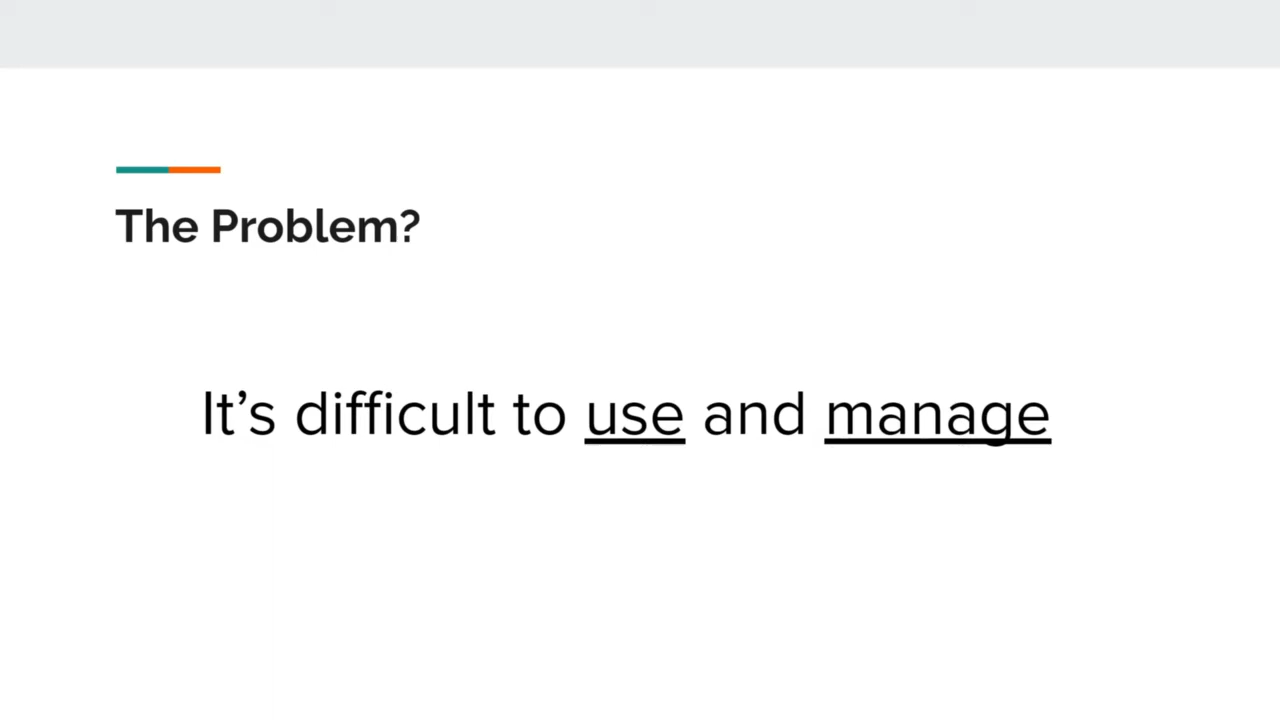 The Problem?
It’s difficult to use and manage